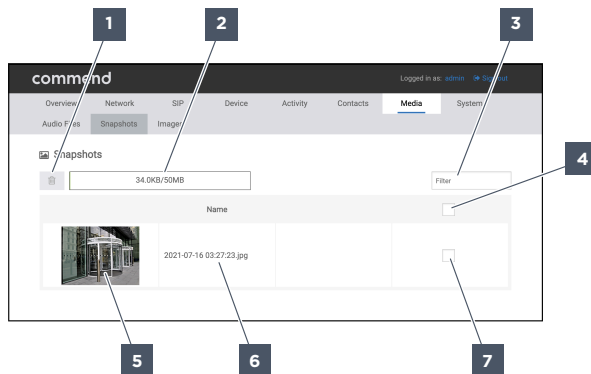 1
2
3
commend
Logged in as: admin Sign out
Overview Network SIP Device Activity Contacts Media System
Audio Files Snapshots Images
Snapshots
4
34.0KB/50MB
Filter
Name
2021-07-16 03:27:23.jpg
5
6
7